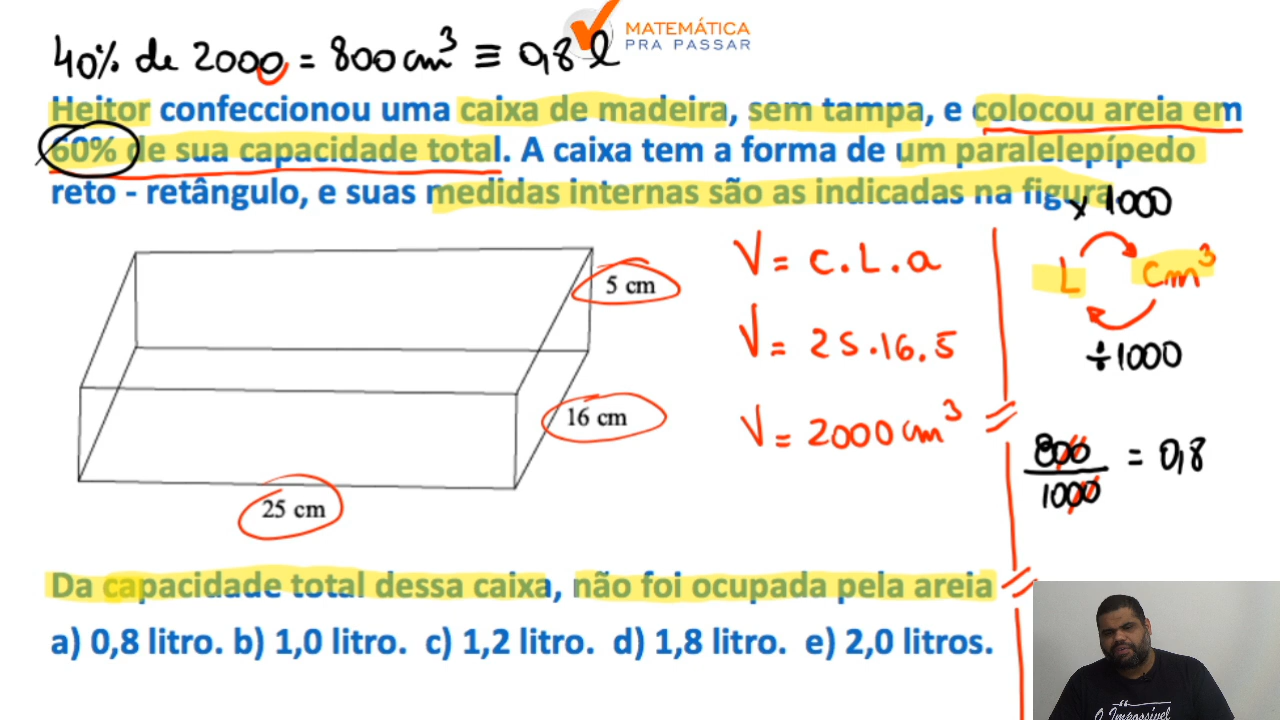 MATEMÁTICA
PRA PASSAR
40% de 2000 = 800 cm³ ≡ 0,8 l
Heitor confeccionou uma caixa de madeira, sem tampa, e colocou areia em
60% de sua capacidade total. A caixa tem a forma de um paralelepípedo
reto - retângulo, e suas medidas internas são as indicadas na figura.
x 1000
L cm³
÷1000
5 cm
16 cm
25 cm
V = c.L.a
V = 25.16.5
V = 2000 cm³
800
1000
= 0,8
Da capacidade total dessa caixa, não foi ocupada pela areia
a) 0,8 litro. b) 1,0 litro. c) 1,2 litro. d) 1,8 litro. e) 2,0 litros.
O Impossível